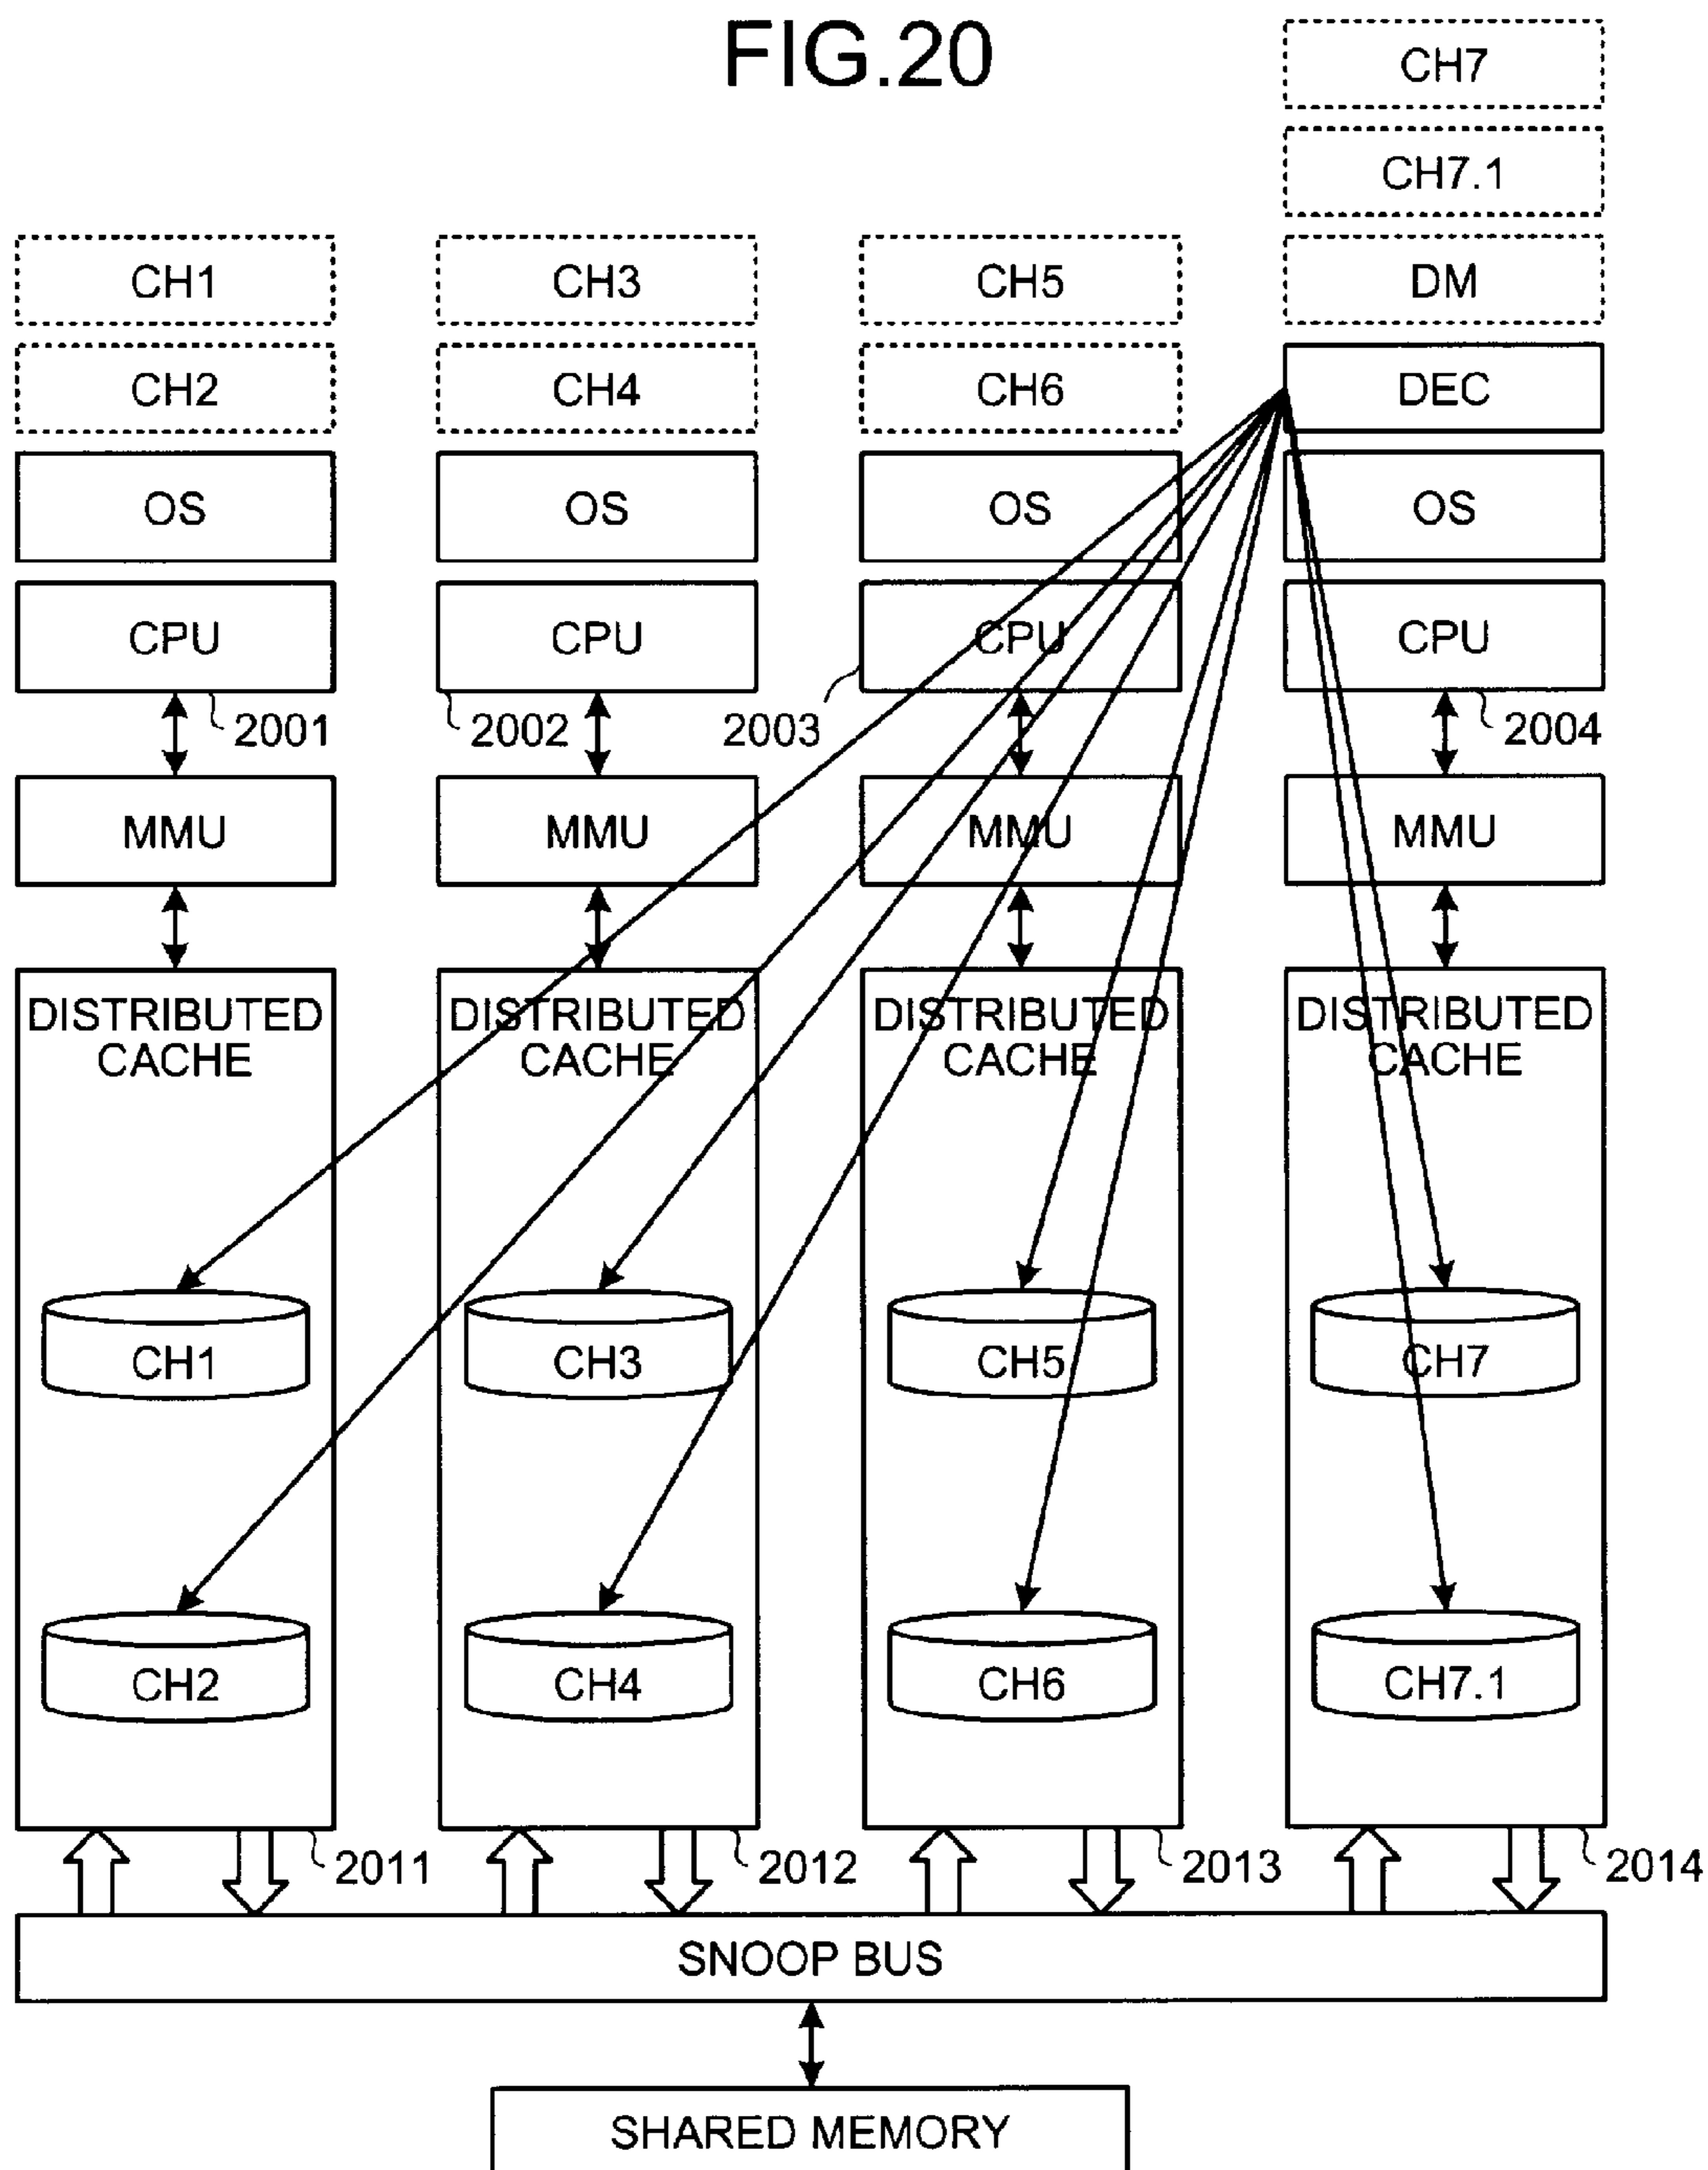 FIG.20
CH7
CH7.1
CH1
CH3
CH5
DM
CH2
CH4
CH6
DEC
OS
OS
OS
OS
CPU
CPU
CPU
CPU
2001
2002
2003
2004
MMU
MMU
MMU
MMU
DISTRIBUTED
CACHE
DISTRIBUTED
CACHE
DISTRIBUTED
CACHE
DISTRIBUTED
CACHE
CH1
CH3
CH5
CH7
CH2
CH4
CH6
CH7.1
2011
2012
2013
2014
SNOOP BUS
SHARED MEMORY